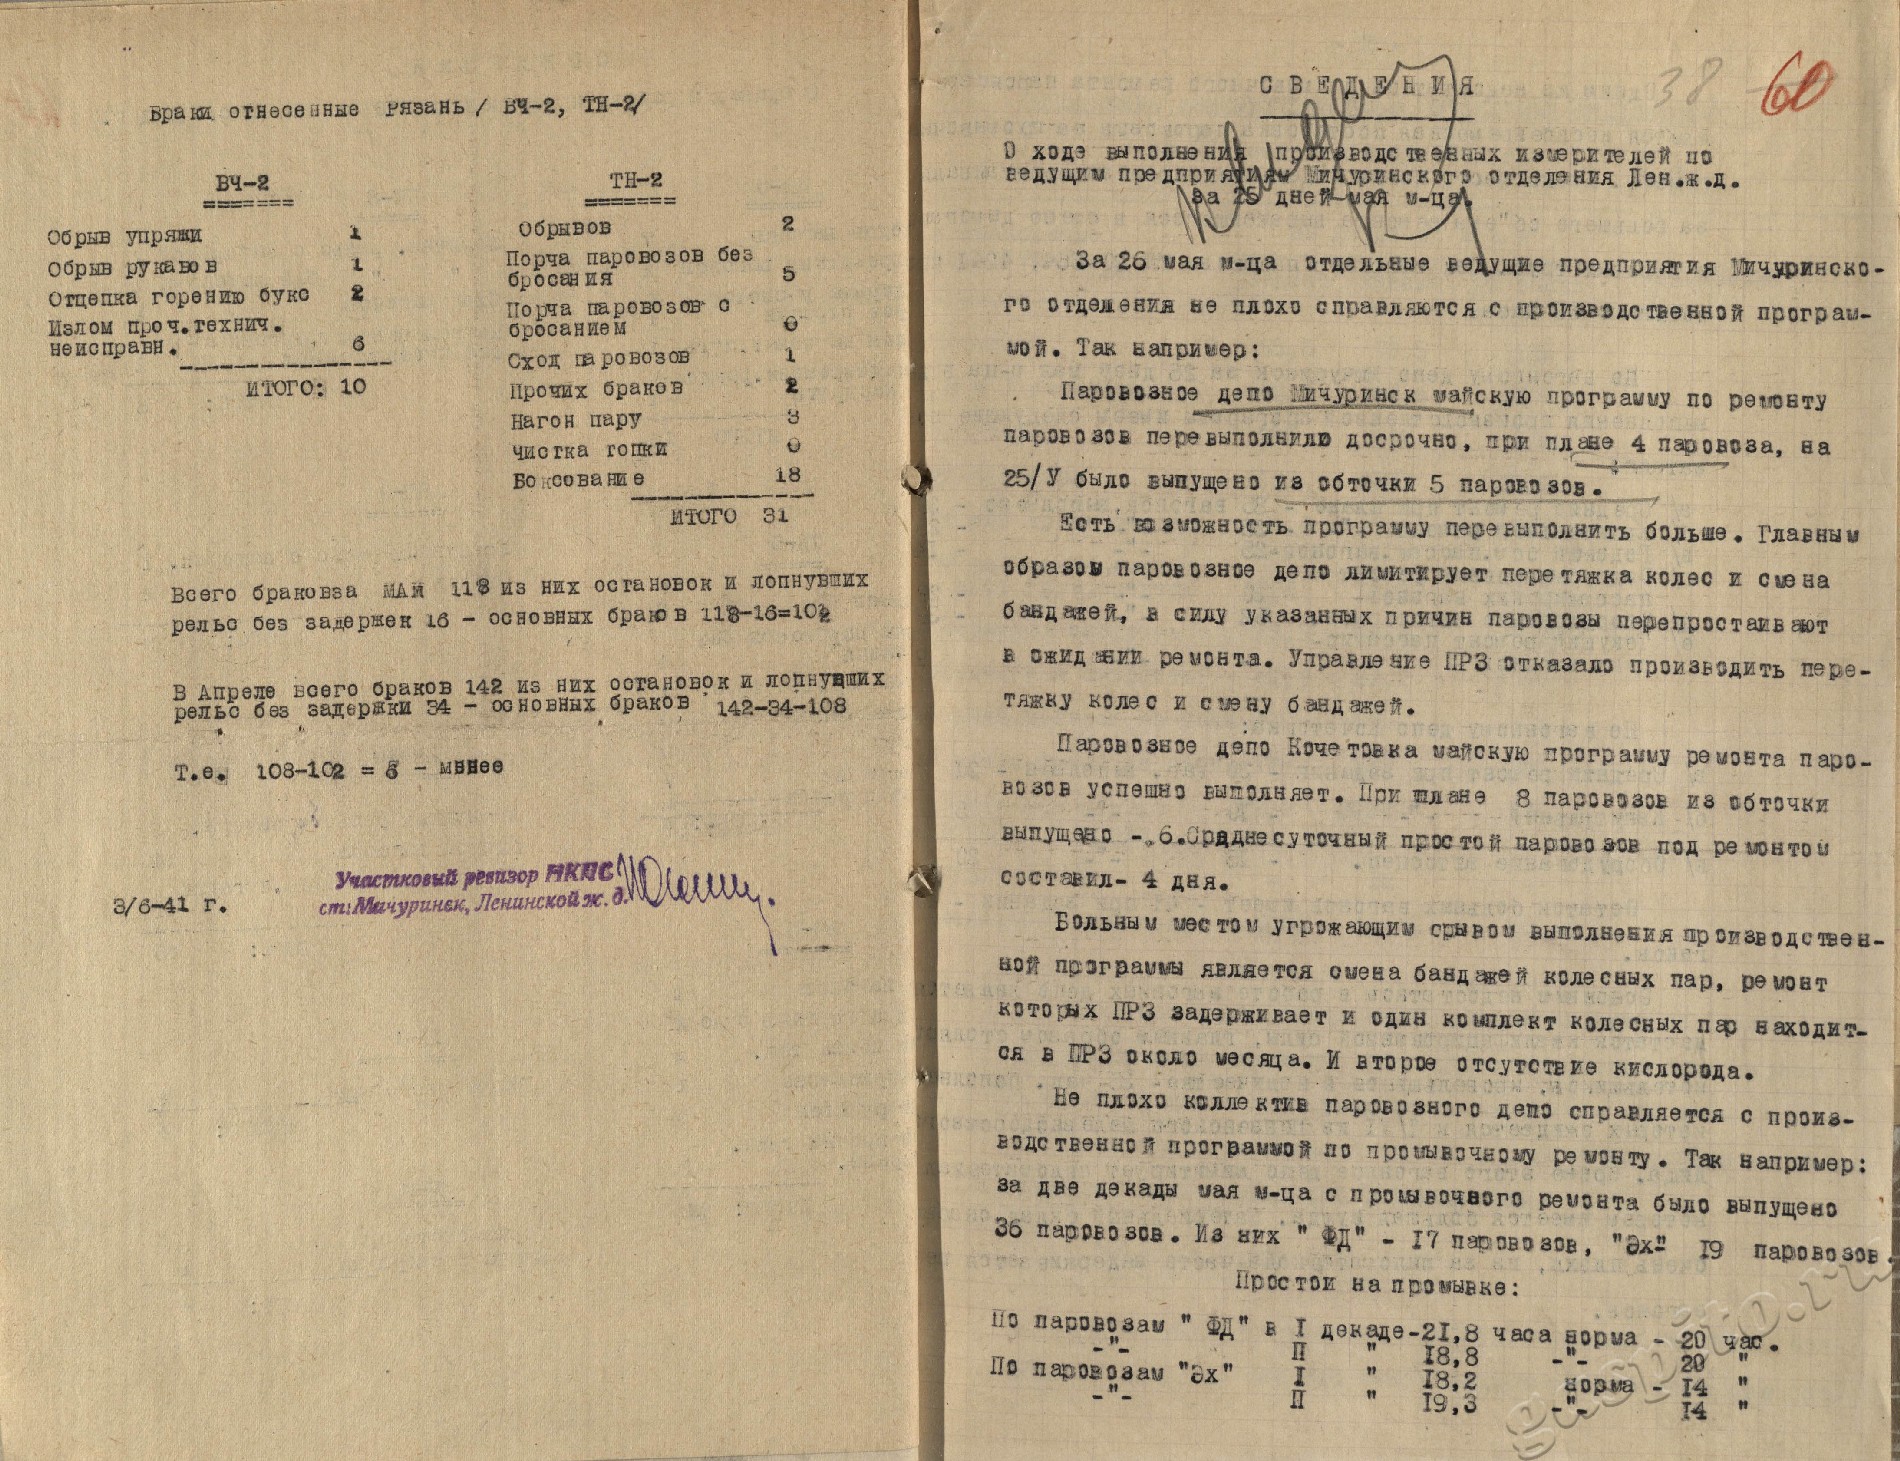 Браки отнесенные Рязань / ВЧ-2, ТН-2/
ВЧ-2
=======
Обрыв упряжи 1
Обрыв рукавов 1
Отцепка горению букс 2
Излом проч.технич.
неисправн. 6
ИТОГО: 10
ТН-2
=======
Обрывов 2
Порча паровозов без
бросания 5
Порча паровозов с
бросанием 0
Сход паровозов 1
Прочих браков 2
Нагон пару 3
Чистка топки 0
Боксование 18
ИТОГО 31
Всего браковза МАЙ 118 из них остановок и лопнувших
рельс без задержек 16 - основных браков 118-16=102
В Апреле всего браков 142 из них остановок и лопнувших
рельс без задержки 34 - основных браков 142-34-108
Т.е. 108-102 = 6 - мвнее
3/6-41 г.
Участковый ревизор НКПС
ст. Мичуринск, Ленинской ж. д.
38
60
СВЕДЕНИЯ
О ходе выполнения производственных измерителей по
ведущим предприятиям Мичуринского отделения Лен.ж.д.
за 25 дней мая м-ца.
За 26 мая м-ца отдельные ведущие предприятия Мичуринско-
го отделения не плохо справляются с производственной програм-
мой. Так например:
Паровозное депо Мичуринск майскую программу по ремонту
паровозов перевыполнило досрочно, при плане 4 паровоза, на
25/У было выпущено из обточки 5 паровозов.
Есть возможность программу перевыполнить больше. Главным
образом паровозное депо лимитирует перетяжка колес и смена
бандажей, в силу указанных причин паровозы перепростаивают
в ожидании ремонта. Управление ПРЗ отказало производить пере-
тяжку колес и смену бандажей.
Паровозное депо Кочетовка майскую программу ремонта паро-
возов успешно выполняет. При плане 8 паровозов из обточки
выпущено -.6.Среднесуточный простой паровозов под ремонтом
составил- 4 дня.
Больным местом угрожающим срывом выполнения производствен-
ной программы является смена бандажей колесных пар, ремонт
которых ПРЗ задерживает и один комплект колесных пар находит-
ся в ПРЗ около месяца. И второе отсутствие кислорода.
Не плохо коллектив паровозного депо справляется с произ-
водственной программой по промывочному ремонту. Так например:
за две декады мая м-ца с промывочного ремонта было выпущено
36 паровозов. Из них " ФД" - 17 паровозов, "Эх" 19 паровозов.
Простои на промывке:
По паровозам " ФД" в I декаде-21,8 часа норма - 20 час.
-"- П " 18,8 -"- 20 "
По паровозам "Эх" I " 18,2 норма - 14 "
-"- П " 19,3 -"- 14 "